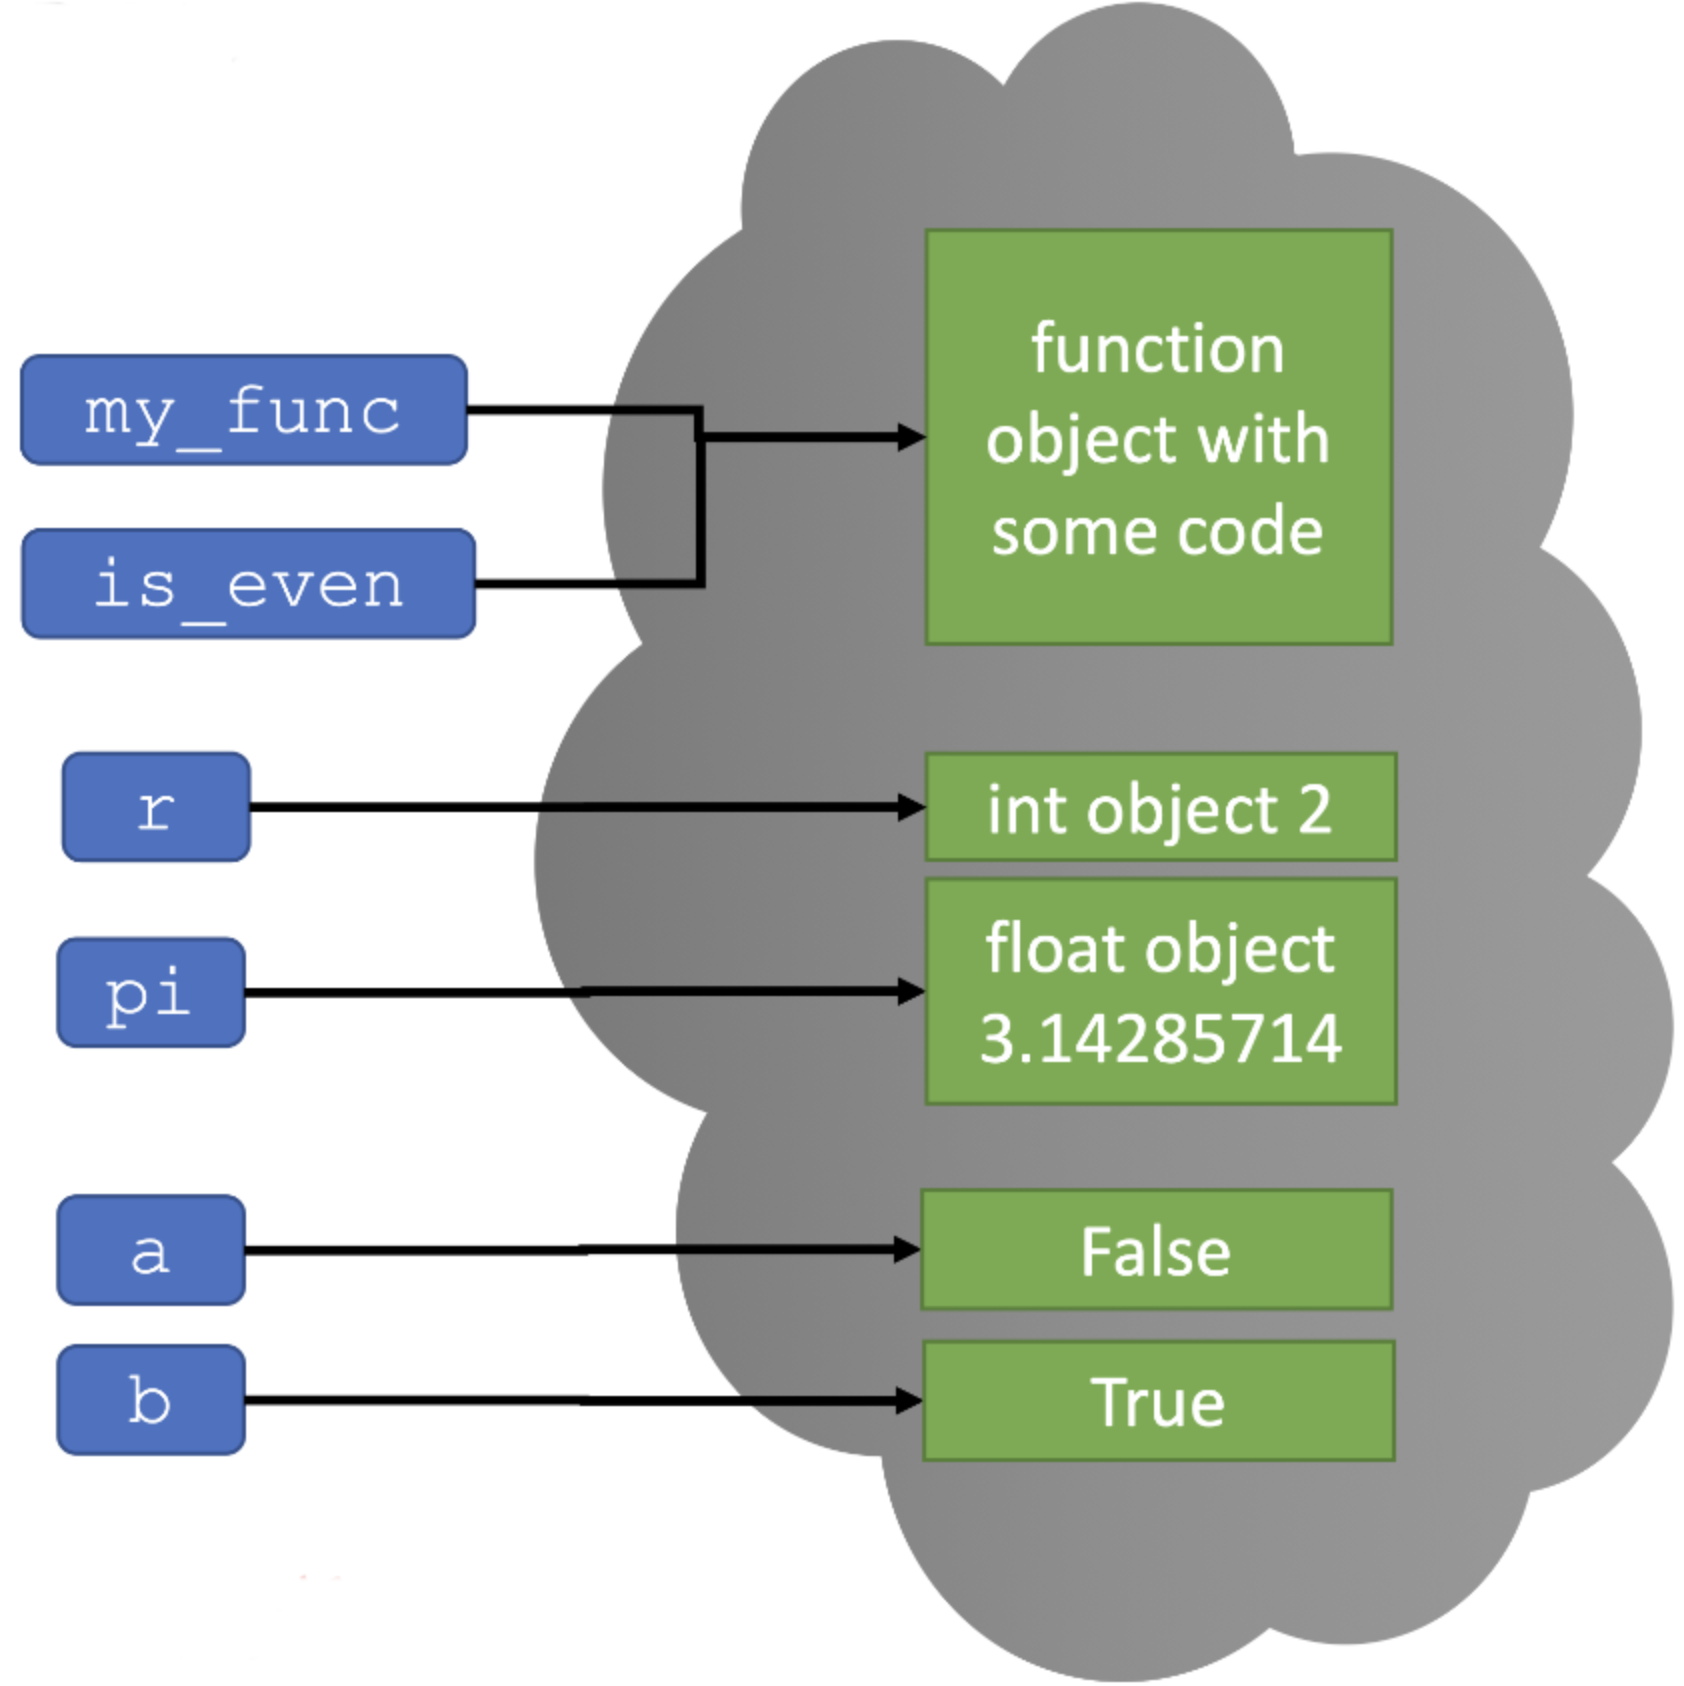 my_func
is_even
r
pi
a
b
function
object with
some code
int object 2
float object
3.14285714
False
True